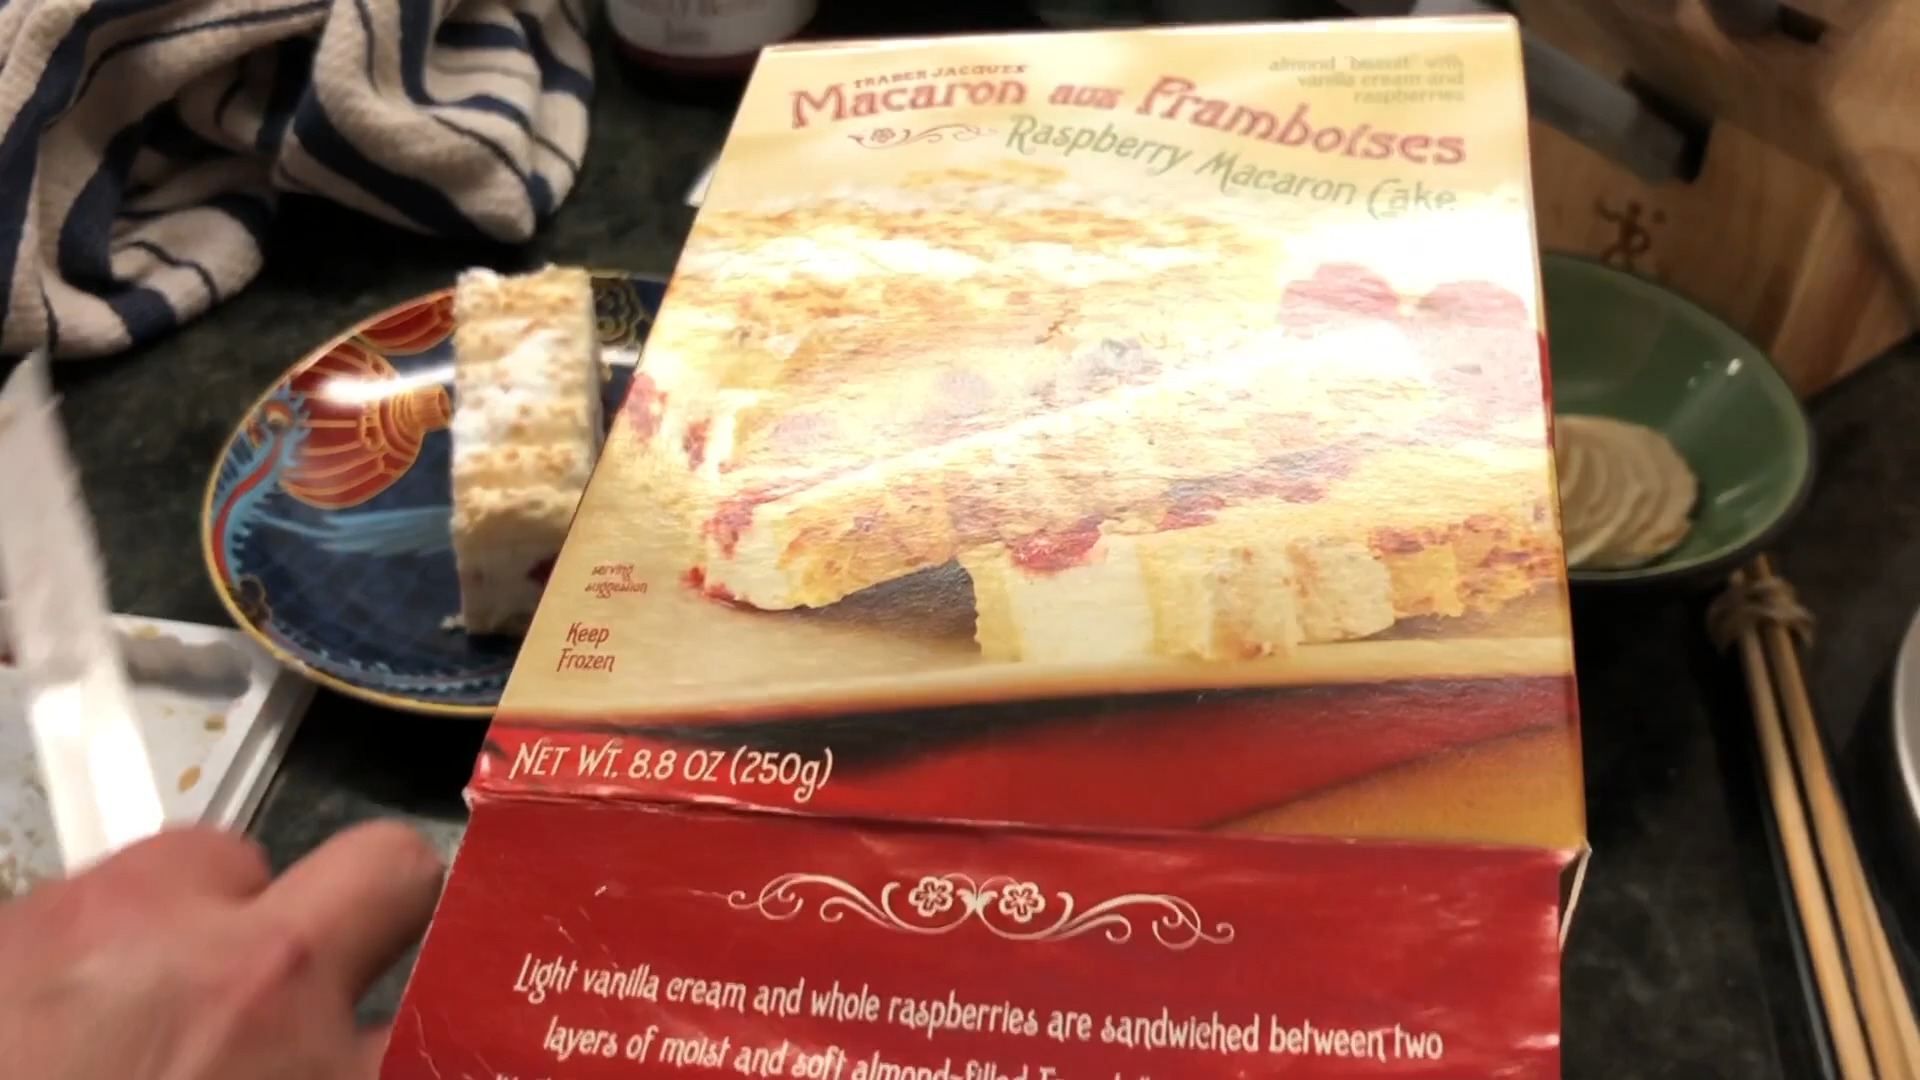 TRADER JACQUES'
Macaron aux Framboises
Raspberry Macaron Cake
almond biscuit with
vanilla cream and
raspberries
serving
suggestion
Keep
Frozen
NET WT. 8.8 OZ (250g)
Light vanilla cream and whole raspberries are sandwiched between two
layers of moist and soft almond-filled